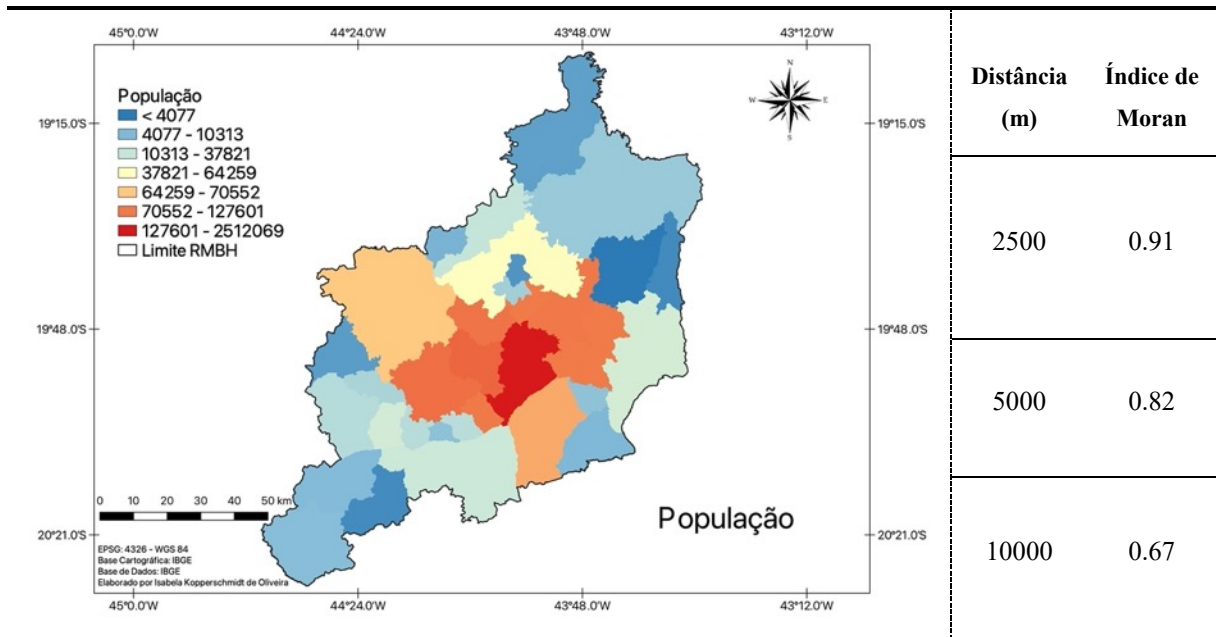 45°0.0'W 44°24.0'W 43°48.0'W 43°12.0'W
População
< 4077
4077 - 10313
10313 - 37821
37821 - 64259
64259 - 70552
70552 - 127601
127601 - 2512069
Limite RMBH
N
W E
S
19°15.0'S 19°15.0'S
19°48.0'S 19°48.0'S
20°21.0'S 20°21.0'S
0 10 20 30 40 50 km
População
EPSG: 4326 - WGS 84
Base Cartográfica: IBGE
Base de Dados: IBGE
Elaborado por Isabela Kopperschmidt de Oliveira
45°0.0'W 44°24.0'W 43°48.0'W 43°12.0'W
Distância Índice de
(m) Moran
2500 0.91
5000 0.82
10000 0.67